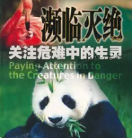 濒临灭绝
关注危难中的生灵
Paying Attention to
the Creatures in Danger